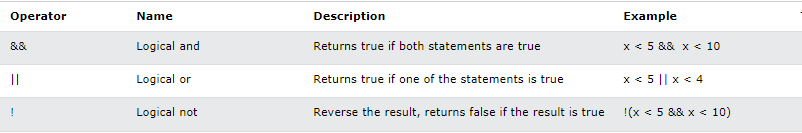 Operator Name Description Example
&& Logical and Returns true if both statements are true x < 5 &&  x < 10
|| Logical or Returns true if one of the statements is true x < 5 || x < 4
! Logical not Reverse the result, returns false if the result is true !(x < 5 && x < 10)